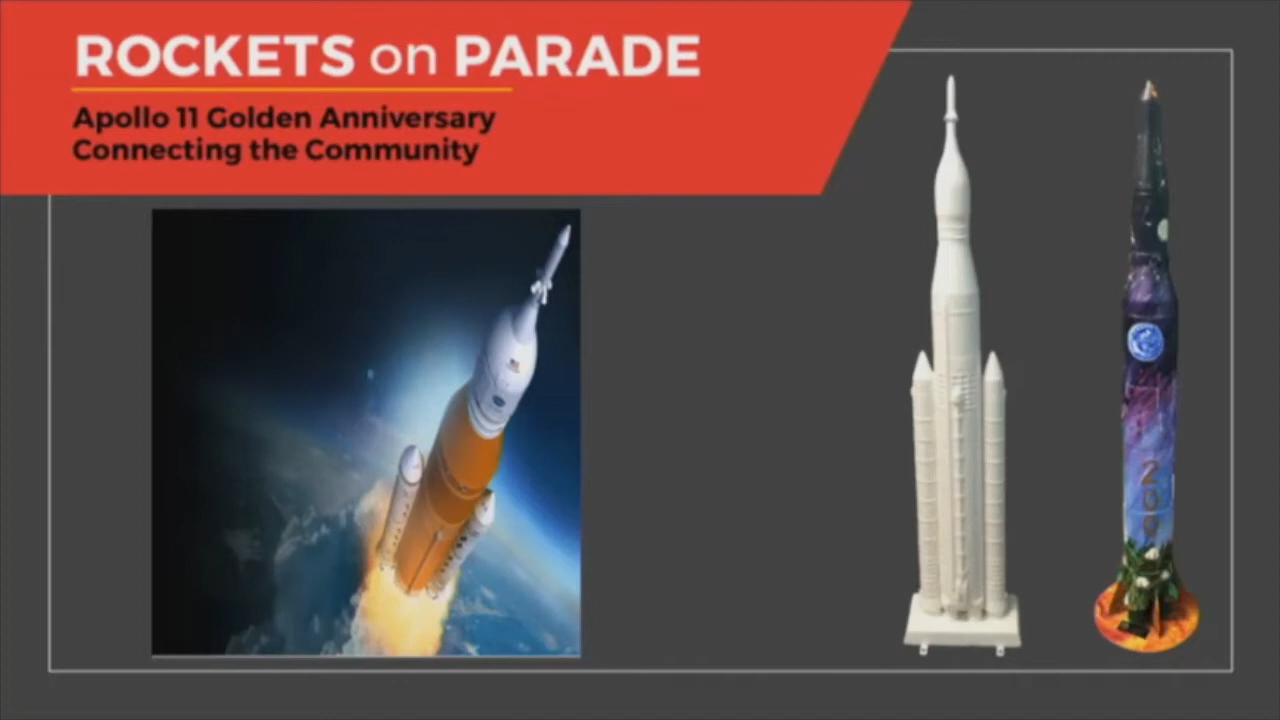 ROCKETS on PARADE
Apollo 11 Golden Anniversary
Connecting the Community